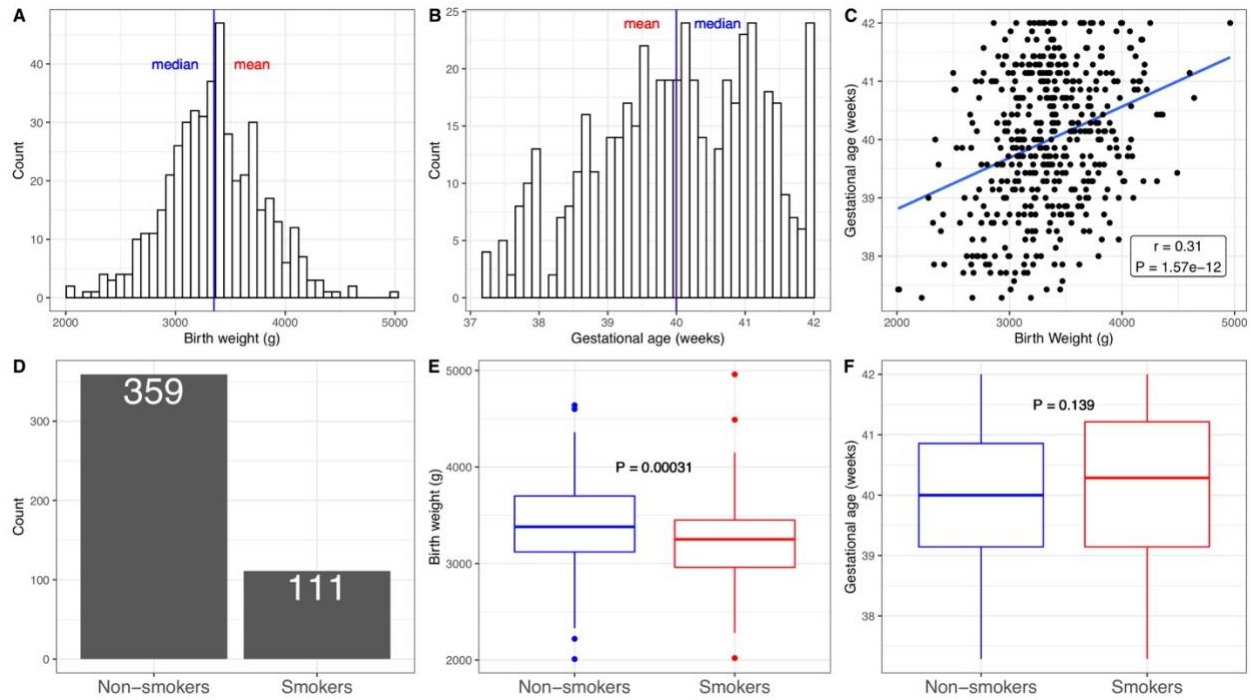 A
median
mean
Count
40
30
20
10
0
2000
3000
4000
5000
Birth weight (g)
B
mean
median
Count
25
20
15
10
5
0
37
38
39
40
41
42
Gestational age (weeks)
C
Gestational age (weeks)
42
41
40
39
38
r = 0.31
P = 1.57e−12
2000
3000
4000
5000
Birth Weight (g)
D
Count
300
200
100
0
359
111
Non−smokers
Smokers
E
Birth weight (g)
5000
4000
3000
2000
P = 0.00031
Non−smokers
Smokers
F
Gestational age (weeks)
42
41
40
39
38
P = 0.139
Non−smokers
Smokers